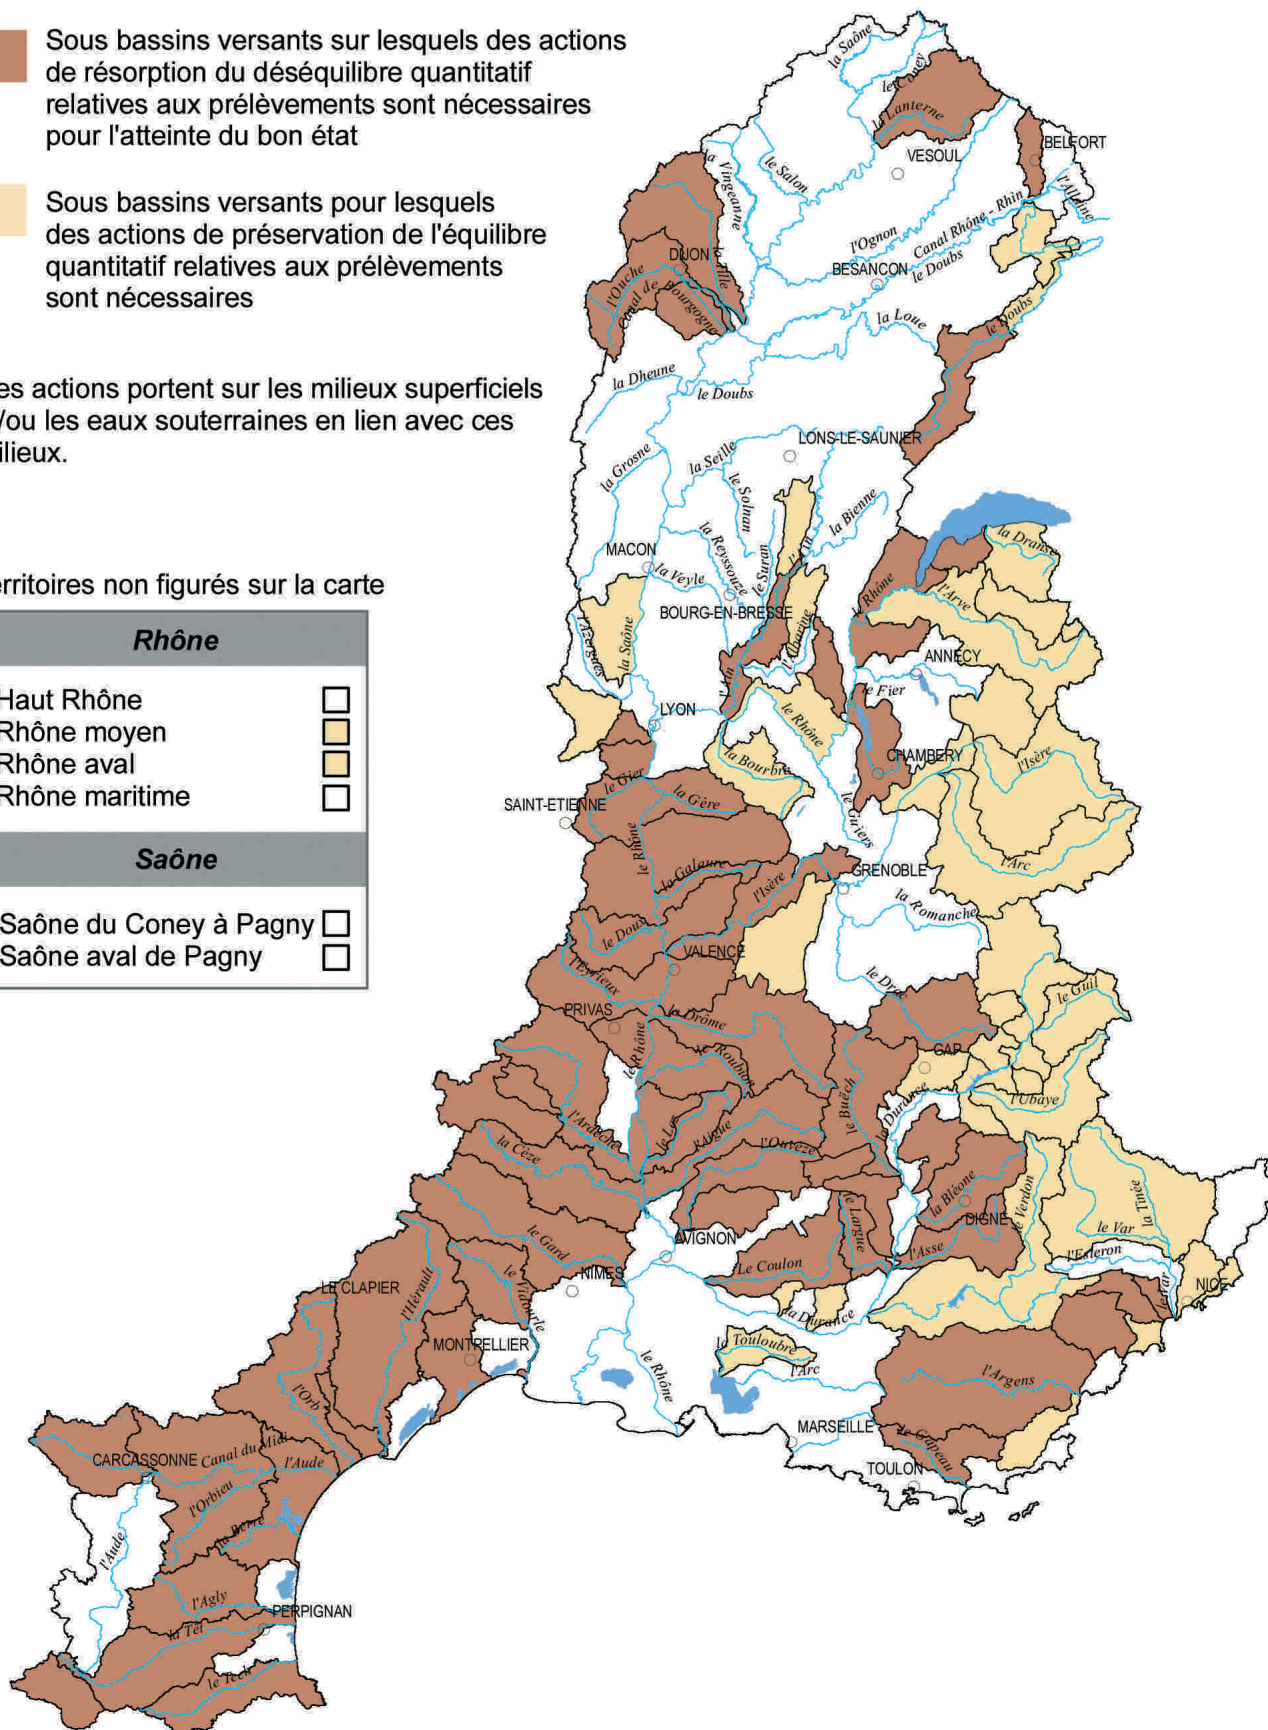 Sous bassins versants sur lesquels des actions
de résorption du déséquilibre quantitatif
relatives aux prélèvements sont nécessaires
pour l'atteinte du bon état
Sous bassins versants pour lesquels
des actions de préservation de l'équilibre
quantitatif relatives aux prélèvements
sont nécessaires
es actions portent sur les milieux superficiels
/ou les eaux souterraines en lien avec ces
ilieux.
erritoires non figurés sur la carte
Rhône
Haut Rhône
Rhône moyen
Rhône aval
Rhône maritime
Saône
Saône du Coney à Pagny
Saône aval de Pagny
la Saône
le Coney
la Lanterne
VESOUL
BELFORT
la Vingeanne
le Salon
l'Allaine
l'Ognon
Canal Rhône - Rhin
BESANCON
le Doubs
DIJON
l'Ouche
Canal de Bourgogne
la Loue
le Doubs
la Dheune
le Doubs
LONS-LE-SAUNIER
la Grosne
la Seille
le Solnan
la Bienne
MACON
la Reyssouze
le Suran
l'Ain
la Veyle
BOURG-EN-BRESSE
la Dranse
le Rhône
l'Arve
l'Azergues
la Saône
l'Albarine
ANNECY
l'Ain
le Fier
LYON
le Rhône
la Bourbre
CHAMBERY
l'Isère
le Gier
la Gère
SAINT-ETIENNE
le Guiers
le Rhône
l'Arc
la Galaure
l'Isère
GRENOBLE
la Romanche
le Doux
VALENCE
l'Eyrieux
le Drac
le Guil
PRIVAS
la Drôme
le Rhône
le Roubion
GAP
le Buëch
la Durance
l'Ubaye
l'Ardèche
le Lez
l'Aigue
l'Ouvèze
la Cèze
la Bléone
le Verdon
la Tinée
DIGNE
le Largue
le Gard
AVIGNON
le Var
l'Esteron
l'Asse
Le Coulon
NIMES
LE CLAPIER
l'Hérault
le Vidourle
la Durance
le Var
NICE
MONTPELLIER
la Touloubre
l'Arc
le Rhône
l'Argens
l'Orb
MARSEILLE
le Gapeau
TOULON
CARCASSONNE
Canal du Midi
l'Aude
l'Orbieu
la Berre
l'Aude
l'Agly
PERPIGNAN
la Têt
le Tech